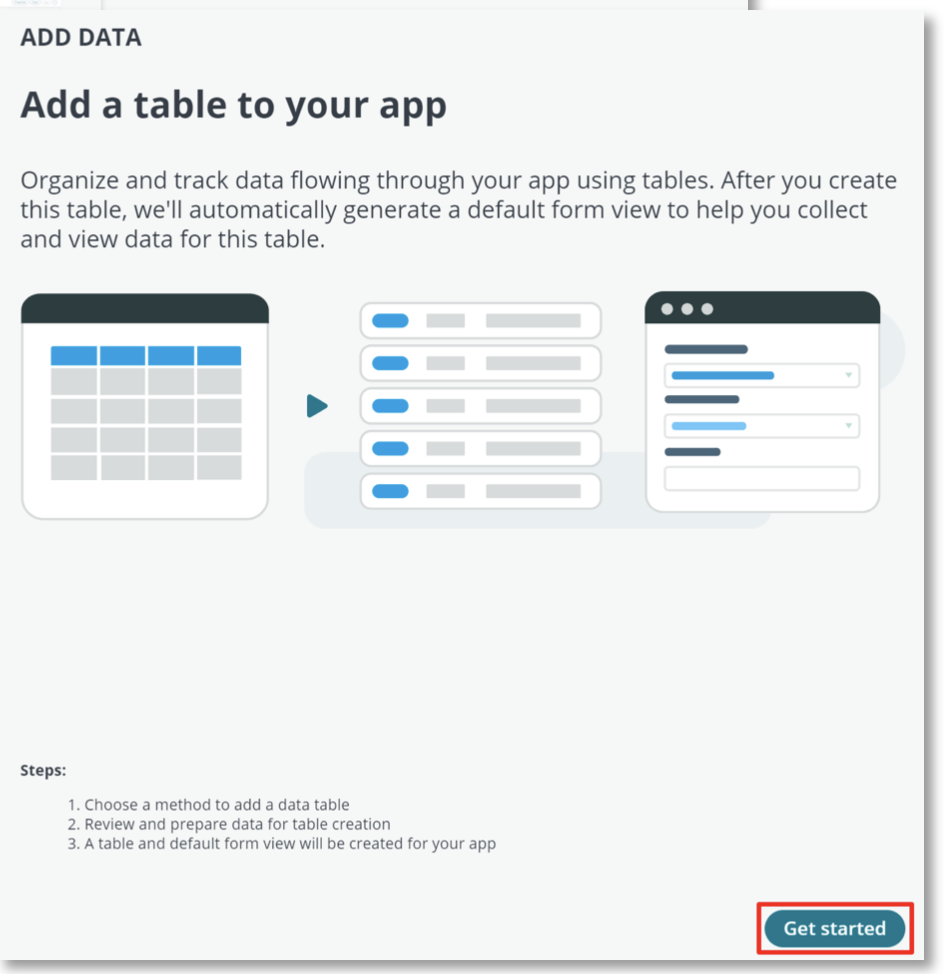 ADD DATA
Add a table to your app
Organize and track data flowing through your app using tables. After you create
this table, we'll automatically generate a default form view to help you collect
and view data for this table.
Steps:
1. Choose a method to add a data table
2. Review and prepare data for table creation
3. A table and default form view will be created for your app
Get started